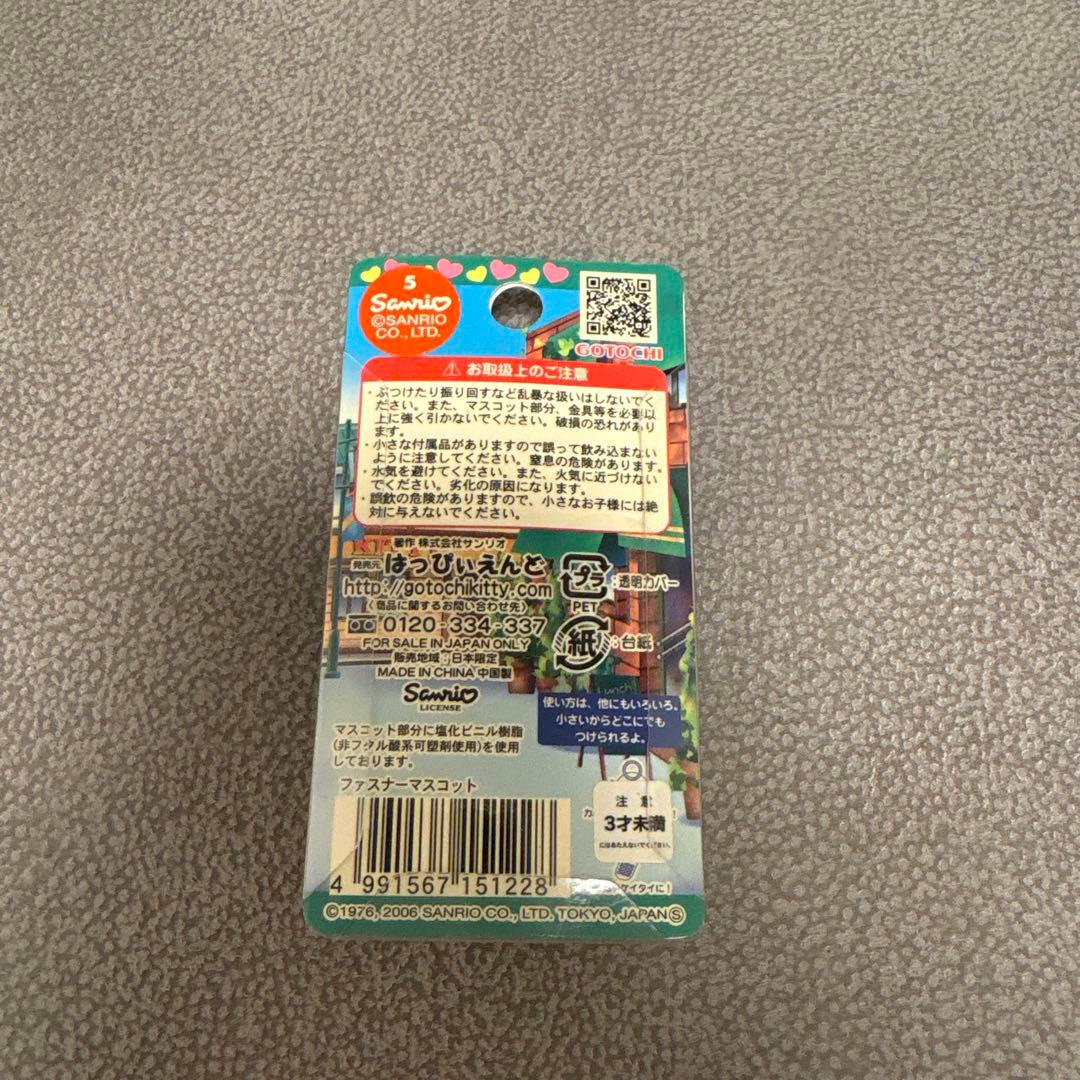 5
Sanrio
©SANRIO
CO., LTD.
GOTOCHI
⚠ お取扱上のご注意
・ぶつけたり振り回すなど乱暴な扱いはしないでく
ださい。また、マスコット部分、金具等を必要以
上に強く引かないでください。破損の恐れがあり
ます。
・小さな付属品がありますので誤って飲み込まない
ように注意してください。窒息の危険があります。
・水気を避けてください。また、火気に近づけない
でください。劣化の原因になります。
・誤飲の危険がありますので、小さなお子様には絶
対に与えないでください。
著作 株式会社サンリオ
発売元 はっぴぃえんど
http://gotochikitty.com
〈商品に関するお問い合わせ先〉
0120-334-337
FOR SALE IN JAPAN ONLY
販売地域：日本限定
MADE IN CHINA 中国製
Sanrio
LICENSE
プラ：透明カバー
PET
紙：台紙
Lunch
使い方は、他にもいろいろ。
小さいからどこにでも
つけられるよ。
マスコット部分に塩化ビニル樹脂
(非フタル酸系可塑剤使用)を使用
しております。
ファスナーマスコット
注意
3才未満
にはあたえないでください。
ケイタイに！
4 991567 151228
©1976, 2006 SANRIO CO., LTD. TOKYO, JAPAN Ⓢ